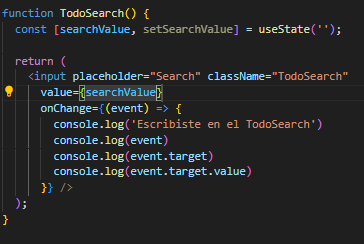 function TodoSearch() {
  const [searchValue, setSearchValue] = useState('');

  return (
    <input placeholder="Search" className="TodoSearch"
      value={searchValue}
      onChange={(event) => {
        console.log('Escribiste en el TodoSearch')
        console.log(event)
        console.log(event.target)
        console.log(event.target.value)
      }} />
  );
}